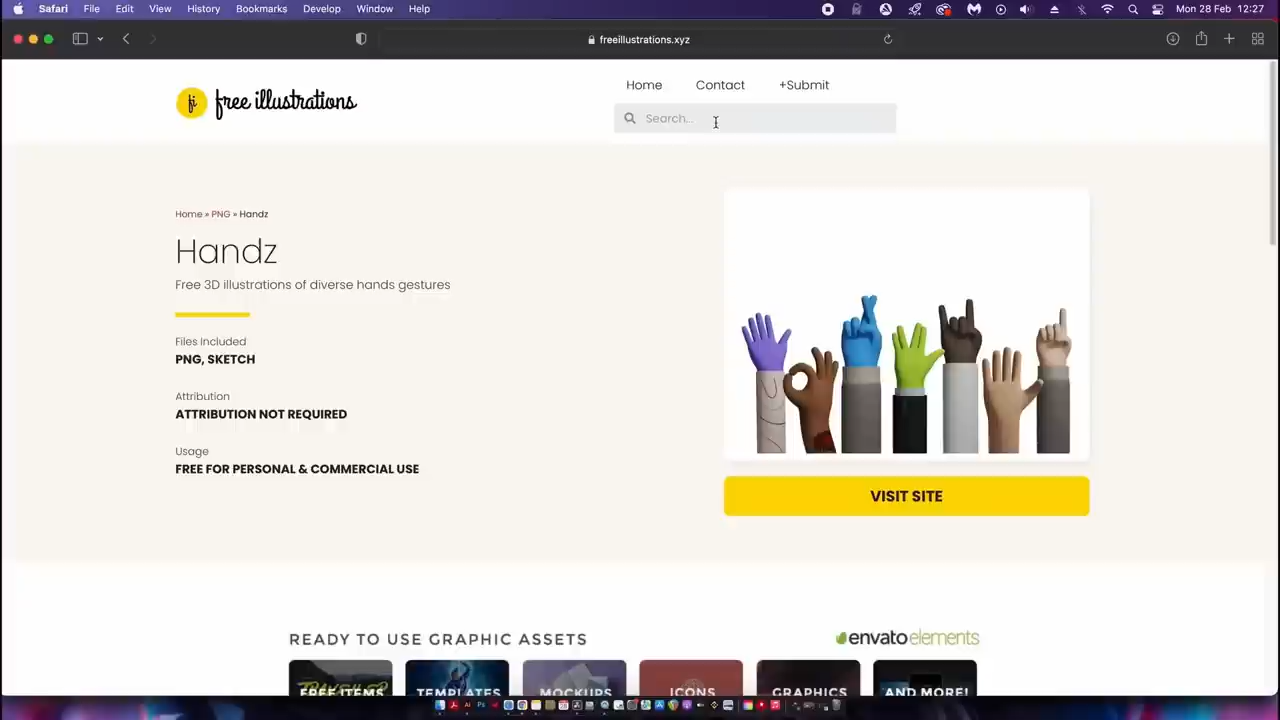 Safari File Edit View History Bookmarks Develop Window Help Mon 28 Feb 12:27
freeillustrations.xyz
fi free illustrations
Home Contact +Submit
Search...
Home » PNG » Handz
Handz
Free 3D illustrations of diverse hands gestures
Files Included
PNG, SKETCH
Attribution
ATTRIBUTION NOT REQUIRED
Usage
FREE FOR PERSONAL & COMMERCIAL USE
VISIT SITE
READY TO USE GRAPHIC ASSETS
envatoelements
FREE ITEMS TEMPLATES MOCKUPS ICONS GRAPHICS AND MORE!